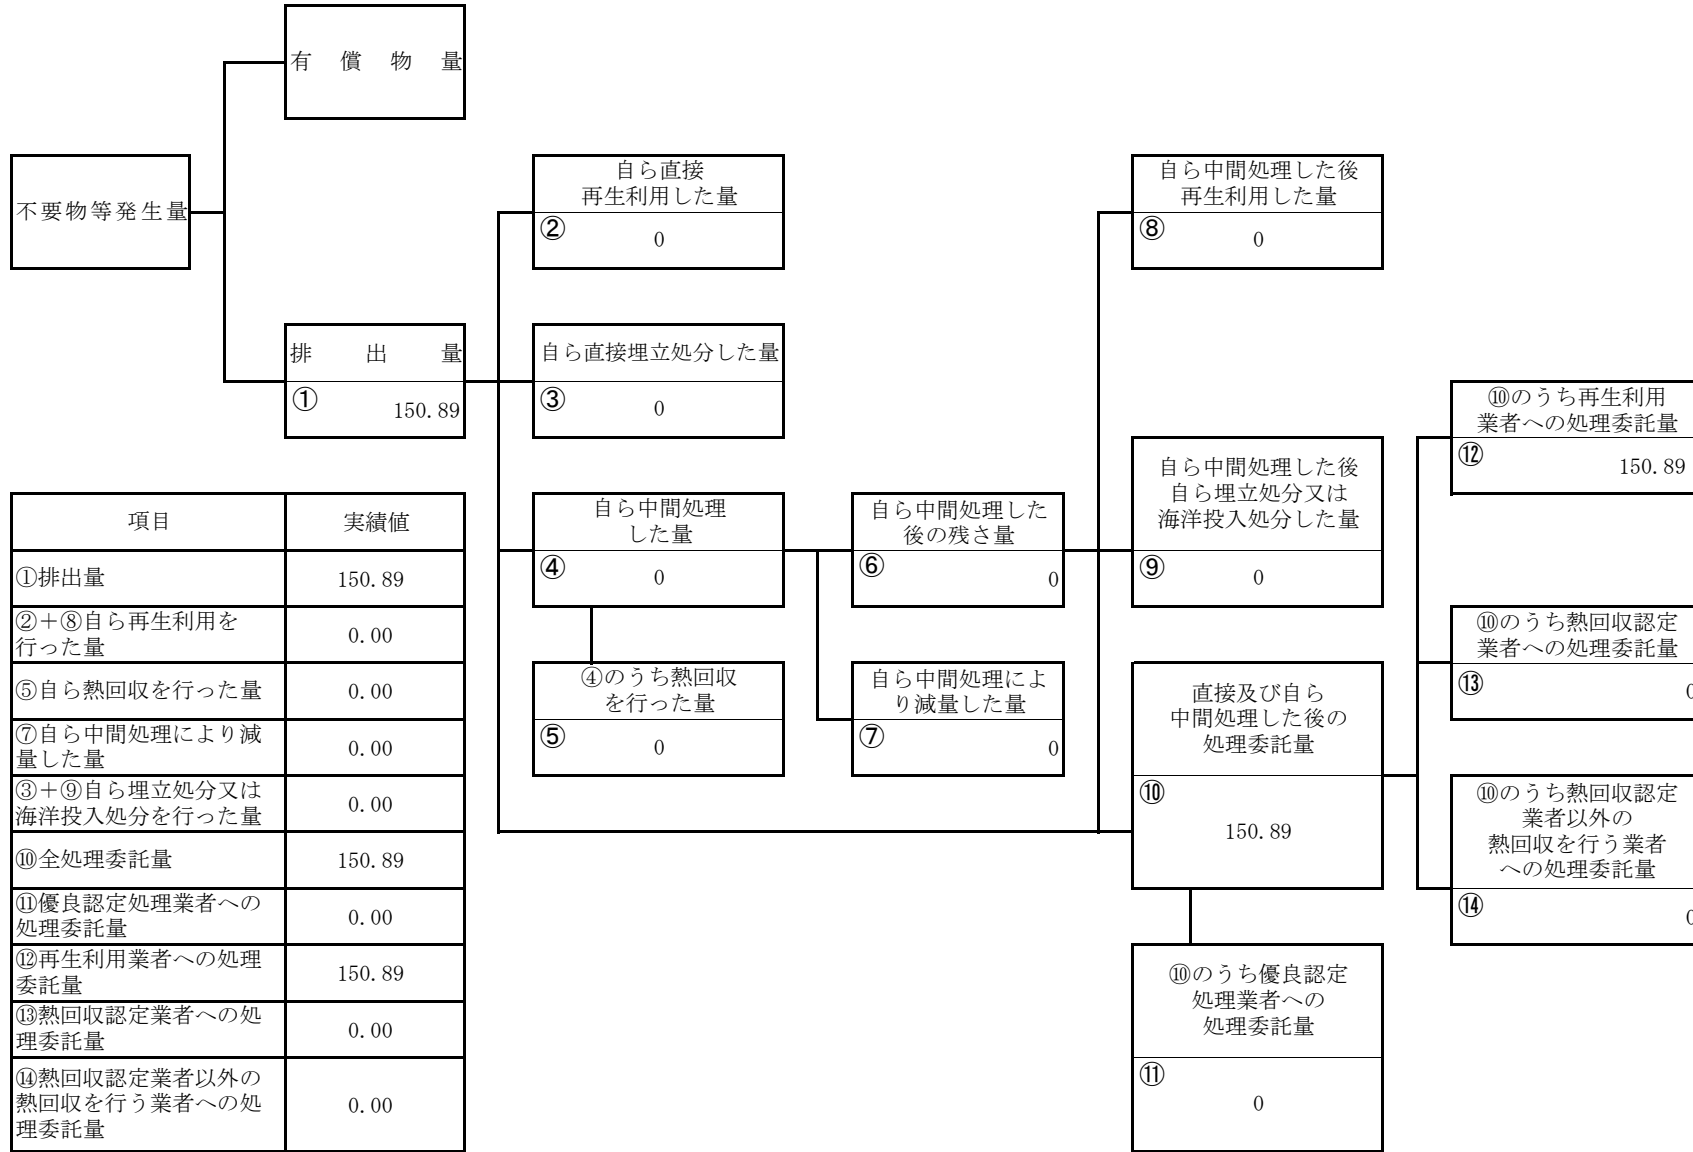 有償物量
不要物等発生量
自ら直接
再生利用した量
②
0
自ら中間処理した後
再生利用した量
⑧
0
排出量
①
150.89
自ら直接埋立処分した量
③
0
⑩のうち再生利用
業者への処理委託量
⑫
150.89
自ら中間処理
した量
④
0
自ら中間処理した
後の残さ量
⑥
0
自ら中間処理した後
自ら埋立処分又は
海洋投入処分した量
⑨
0
⑩のうち熱回収認定
業者への処理委託量
⑬
0
④のうち熱回収
を行った量
⑤
0
自ら中間処理によ
り減量した量
⑦
0
直接及び自ら
中間処理した後の
処理委託量
⑩
150.89
⑩のうち熱回収認定
業者以外の
熱回収を行う業者
への処理委託量
⑭
0
⑩のうち優良認定
処理業者への
処理委託量
⑪
0
項目 実績値
①排出量 150.89
②＋⑧自ら再生利用を
行った量 0.00
⑤自ら熱回収を行った量 0.00
⑦自ら中間処理により減
量した量 0.00
③＋⑨自ら埋立処分又は
海洋投入処分を行った量 0.00
⑩全処理委託量 150.89
⑪優良認定処理業者への
処理委託量 0.00
⑫再生利用業者への処理
委託量 150.89
⑬熱回収認定業者への処
理委託量 0.00
⑭熱回収認定業者以外の
熱回収を行う業者への処
理委託量 0.00